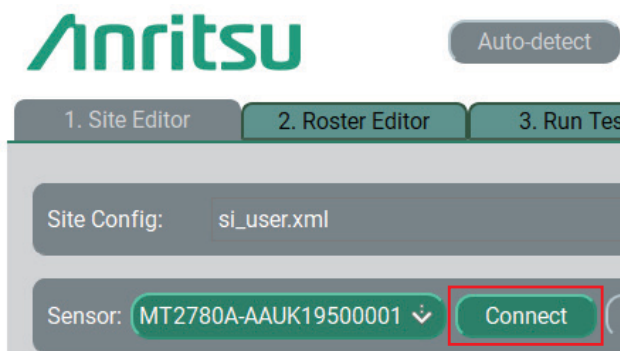 Anritsu
Auto-detect
1. Site Editor
2. Roster Editor
3. Run Tes
Site Config:
si_user.xml
Sensor:
MT2780A-AAUK19500001
Connect